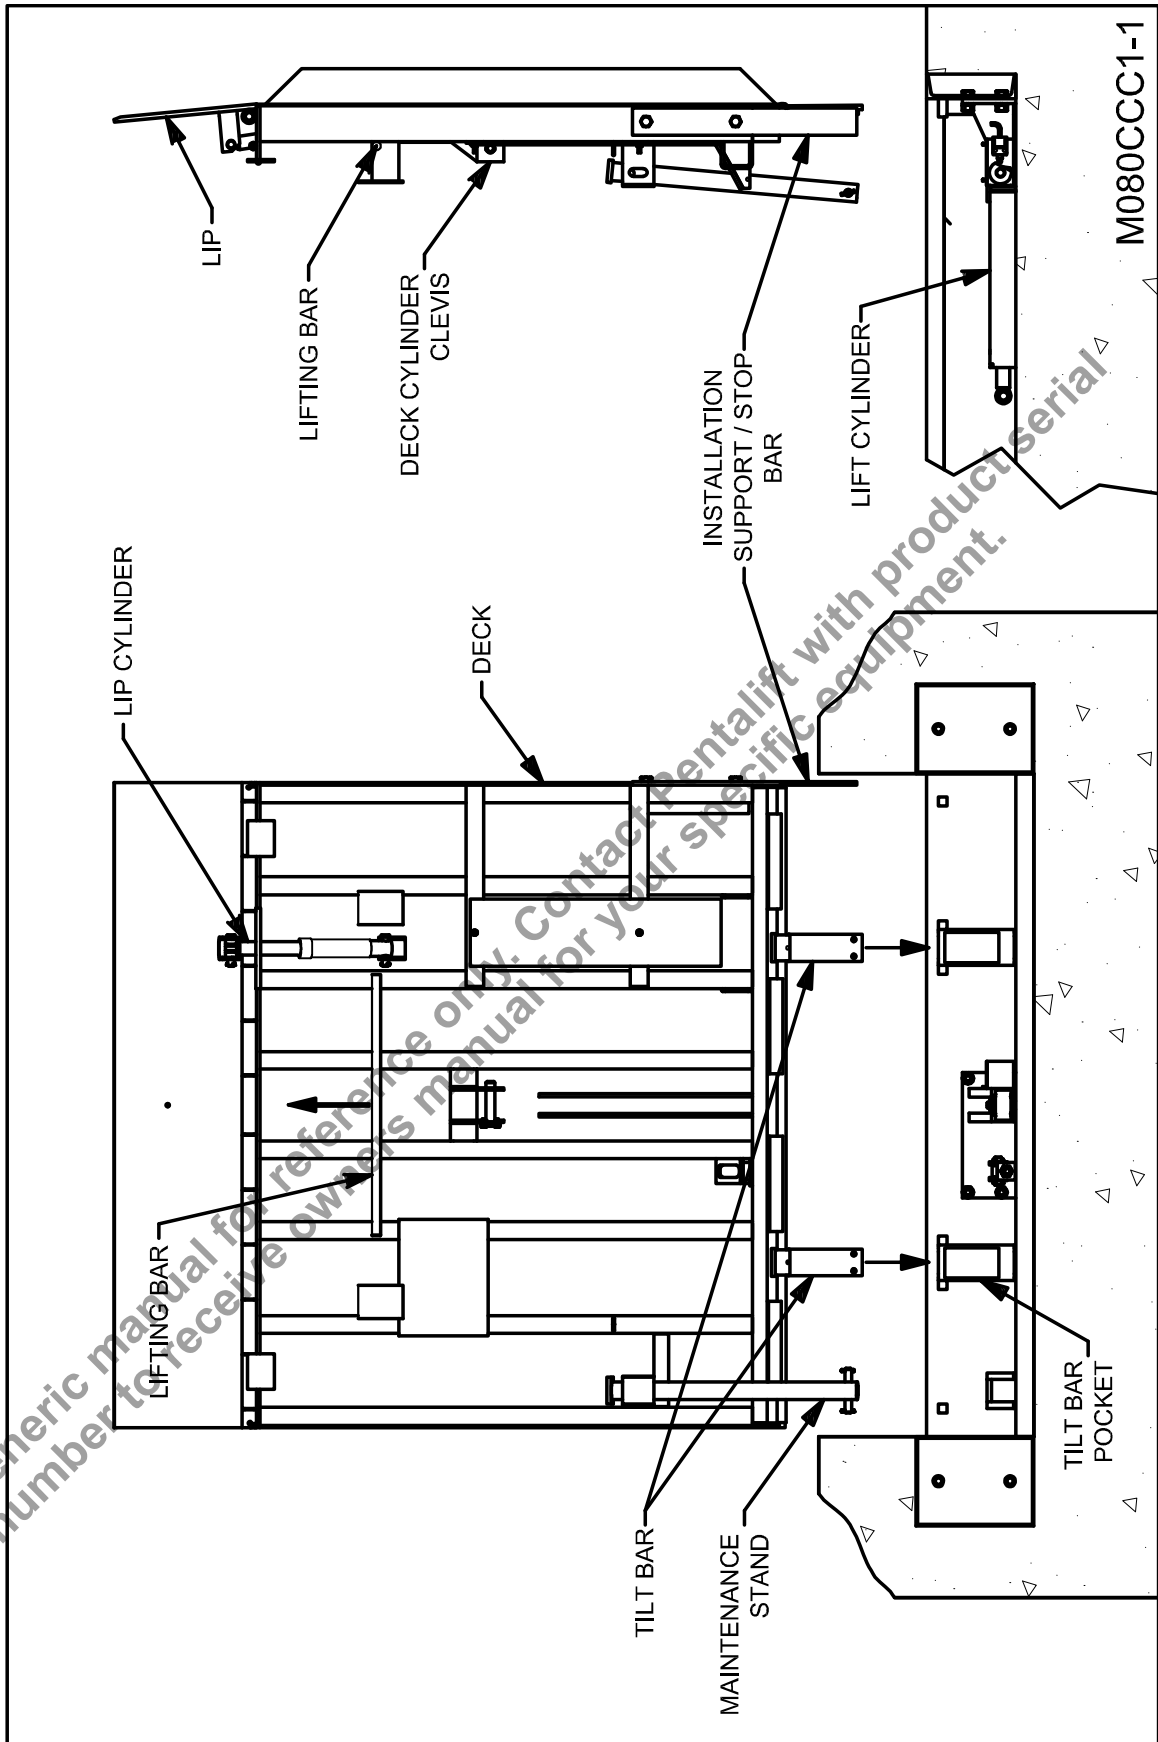 LIP
LIFTING BAR
DECK CYLINDER
CLEVIS
INSTALLATION
SUPPORT / STOP
BAR
LIFT CYLINDER
M080CCC1-1
LIP CYLINDER
DECK
LIFTING BAR
TILT BAR
MAINTENANCE
STAND
TILT BAR
POCKET
manual for reference only. Contact Pentalift with product serial
number to receive owners manual for your specific equipment.